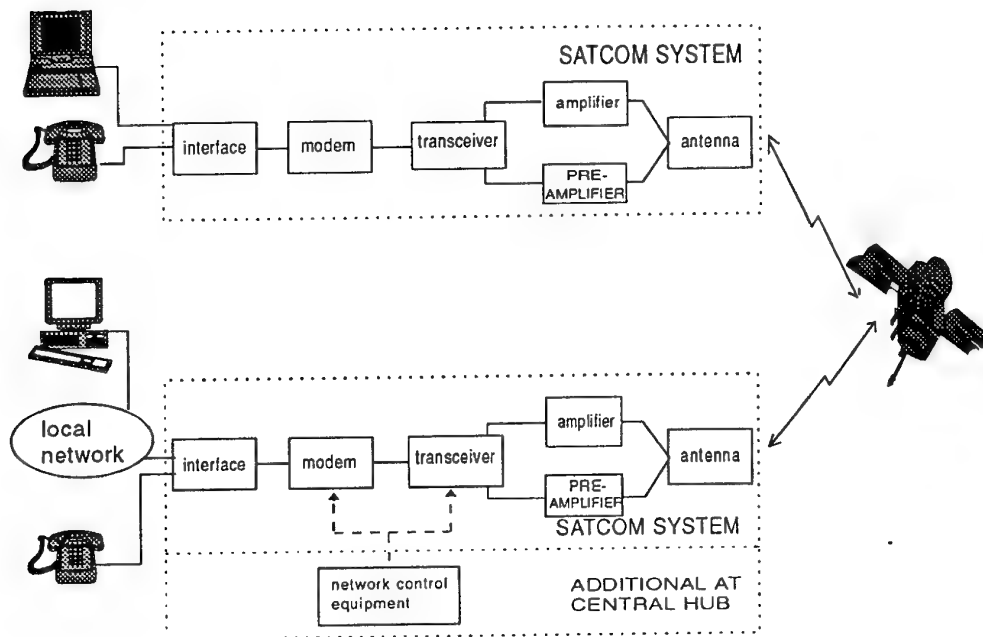 SATCOM SYSTEM
amplifier
interface
modem
transceiver
antenna
PRE-
AMPLIFIER
local
network
amplifier
interface
modem
transceiver
antenna
PRE-
AMPLIFIER
SATCOM SYSTEM
network control
equipment
ADDITIONAL AT
CENTRAL HUB